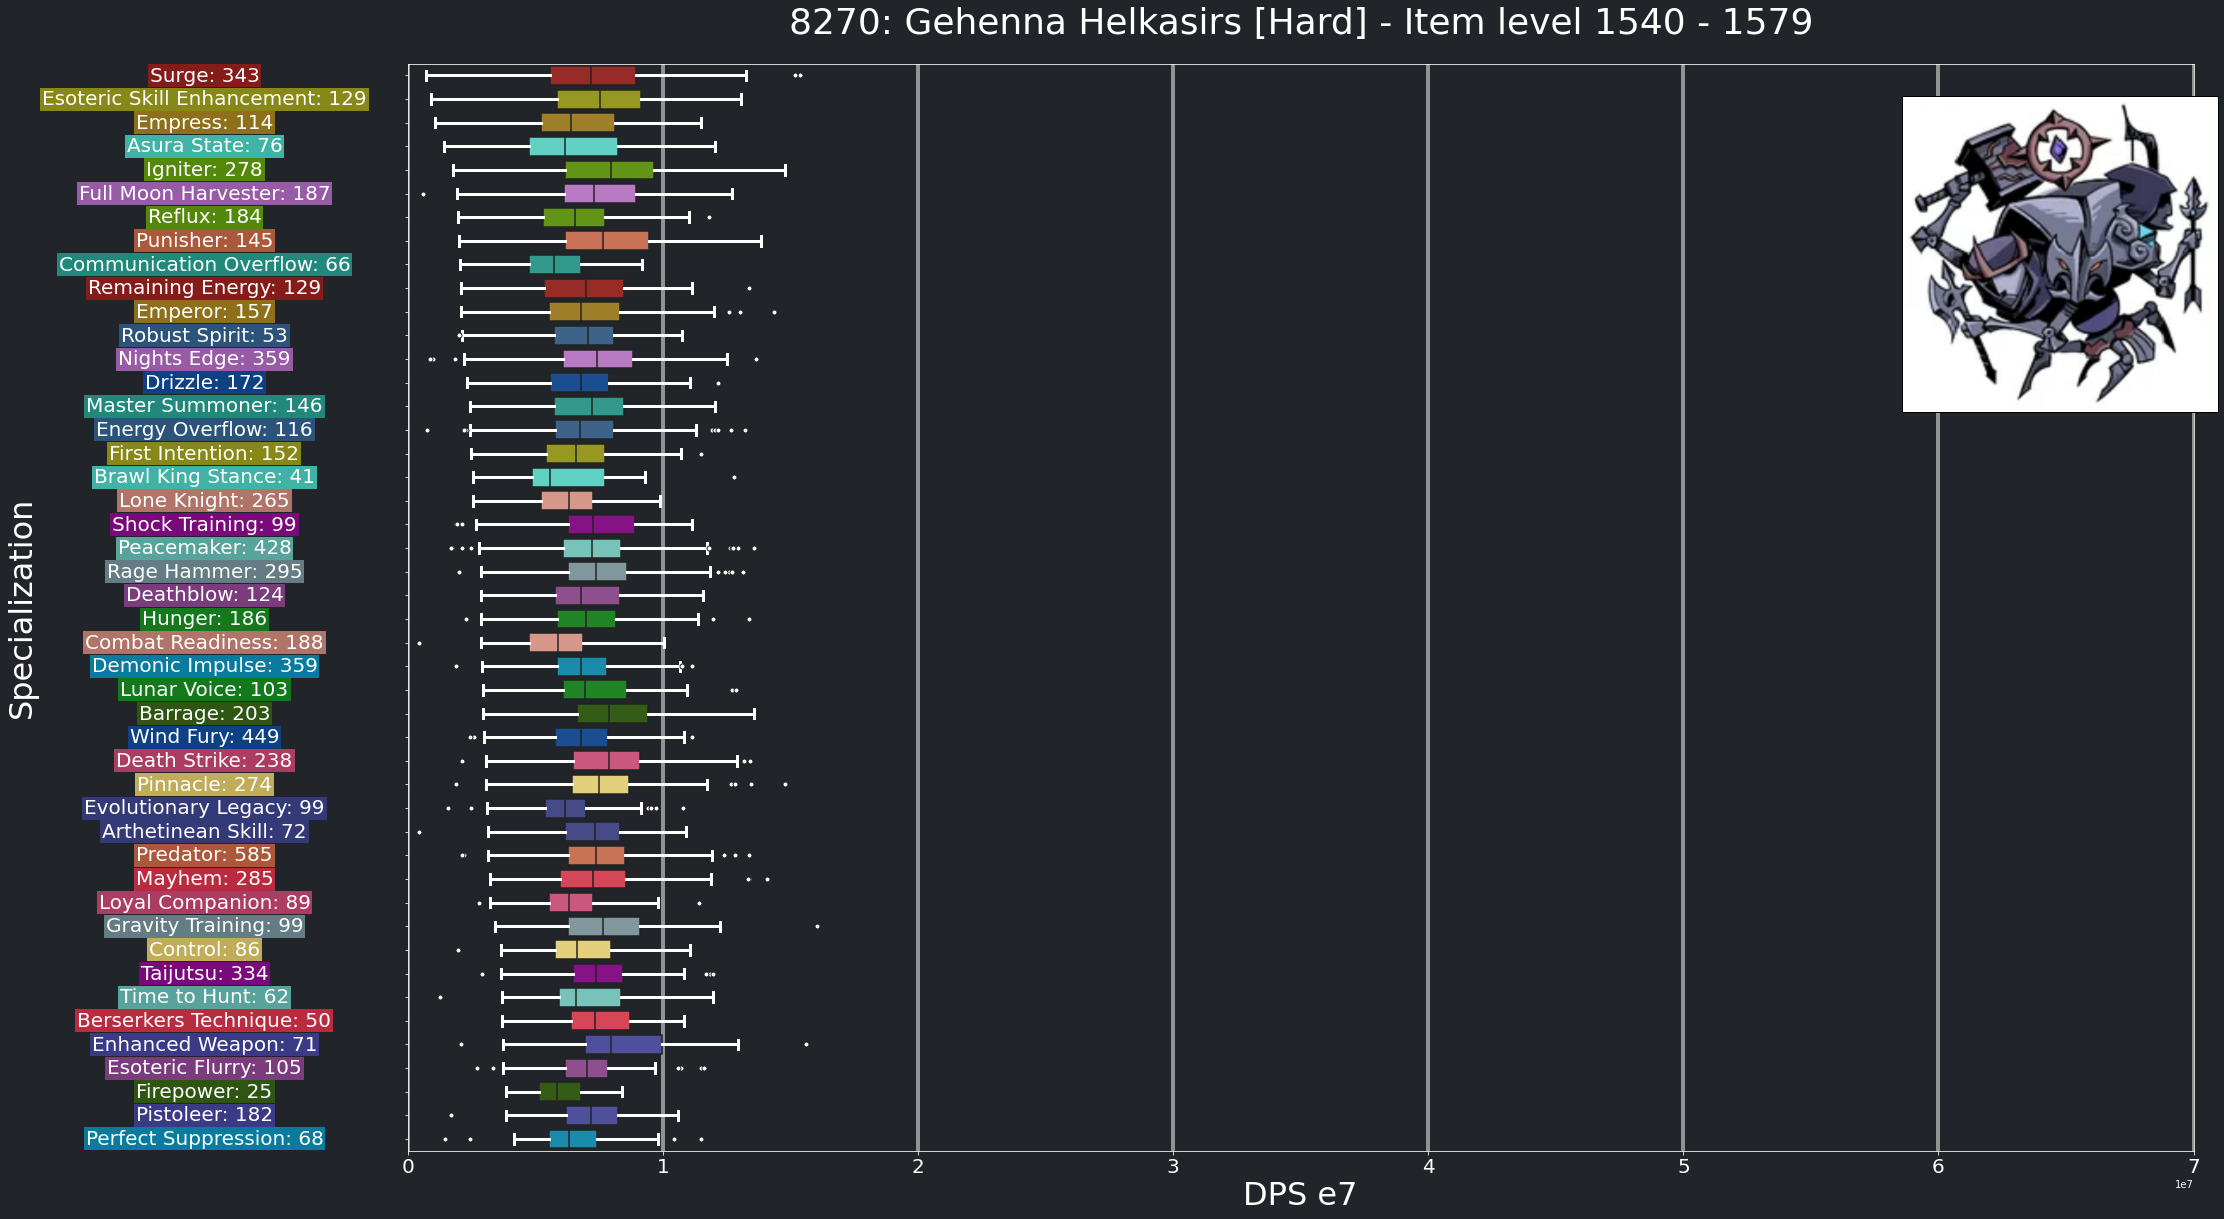 8270: Gehenna Helkasirs [Hard] - Item level 1540 - 1579
Specialization
Surge: 343
Esoteric Skill Enhancement: 129
Empress: 114
Asura State: 76
Igniter: 278
Full Moon Harvester: 187
Reflux: 184
Punisher: 145
Communication Overflow: 66
Remaining Energy: 129
Emperor: 157
Robust Spirit: 53
Nights Edge: 359
Drizzle: 172
Master Summoner: 146
Energy Overflow: 116
First Intention: 152
Brawl King Stance: 41
Lone Knight: 265
Shock Training: 99
Peacemaker: 428
Rage Hammer: 295
Deathblow: 124
Hunger: 186
Combat Readiness: 188
Demonic Impulse: 359
Lunar Voice: 103
Barrage: 203
Wind Fury: 449
Death Strike: 238
Pinnacle: 274
Evolutionary Legacy: 99
Arthetinean Skill: 72
Predator: 585
Mayhem: 285
Loyal Companion: 89
Gravity Training: 99
Control: 86
Taijutsu: 334
Time to Hunt: 62
Berserkers Technique: 50
Enhanced Weapon: 71
Esoteric Flurry: 105
Firepower: 25
Pistoleer: 182
Perfect Suppression: 68
0 1 2 3 4 5 6 7
1e7
DPS e7